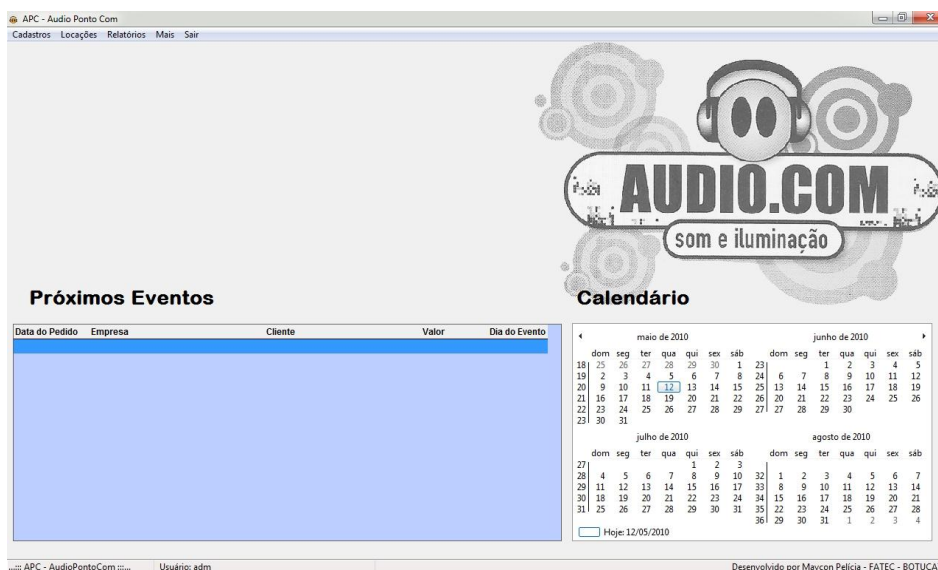 APC - Audio Ponto Com
Cadastros Locações Relatórios Mais Sair
AUDIO.COM
som e iluminação
Próximos Eventos
Calendário
Data do Pedido Empresa Cliente Valor Dia do Evento
maio de 2010 junho de 2010
dom seg ter qua qui sex sáb dom seg ter qua qui sex sáb
18 25 26 27 28 29 30 1 23 1 2 3 4 5
19 2 3 4 5 6 7 8 24 6 7 8 9 10 11 12
20 9 10 11 12 13 14 15 25 13 14 15 16 17 18 19
21 16 17 18 19 20 21 22 26 20 21 22 23 24 25 26
22 23 24 25 26 27 28 29 27 27 28 29 30
23 30 31
julho de 2010 agosto de 2010
dom seg ter qua qui sex sáb dom seg ter qua qui sex sáb
27 1 2 3
28 4 5 6 7 8 9 10 32 1 2 3 4 5 6 7
29 11 12 13 14 15 16 17 33 8 9 10 11 12 13 14
30 18 19 20 21 22 23 24 34 15 16 17 18 19 20 21
31 25 26 27 28 29 30 31 35 22 23 24 25 26 27 28
36 29 30 31 1 2 3 4
Hoje: 12/05/2010
...::: APC - AudioPontoCom :::... Usuário: adm Desenvolvido por Maycon Pelícia - FATEC - BOTUCA